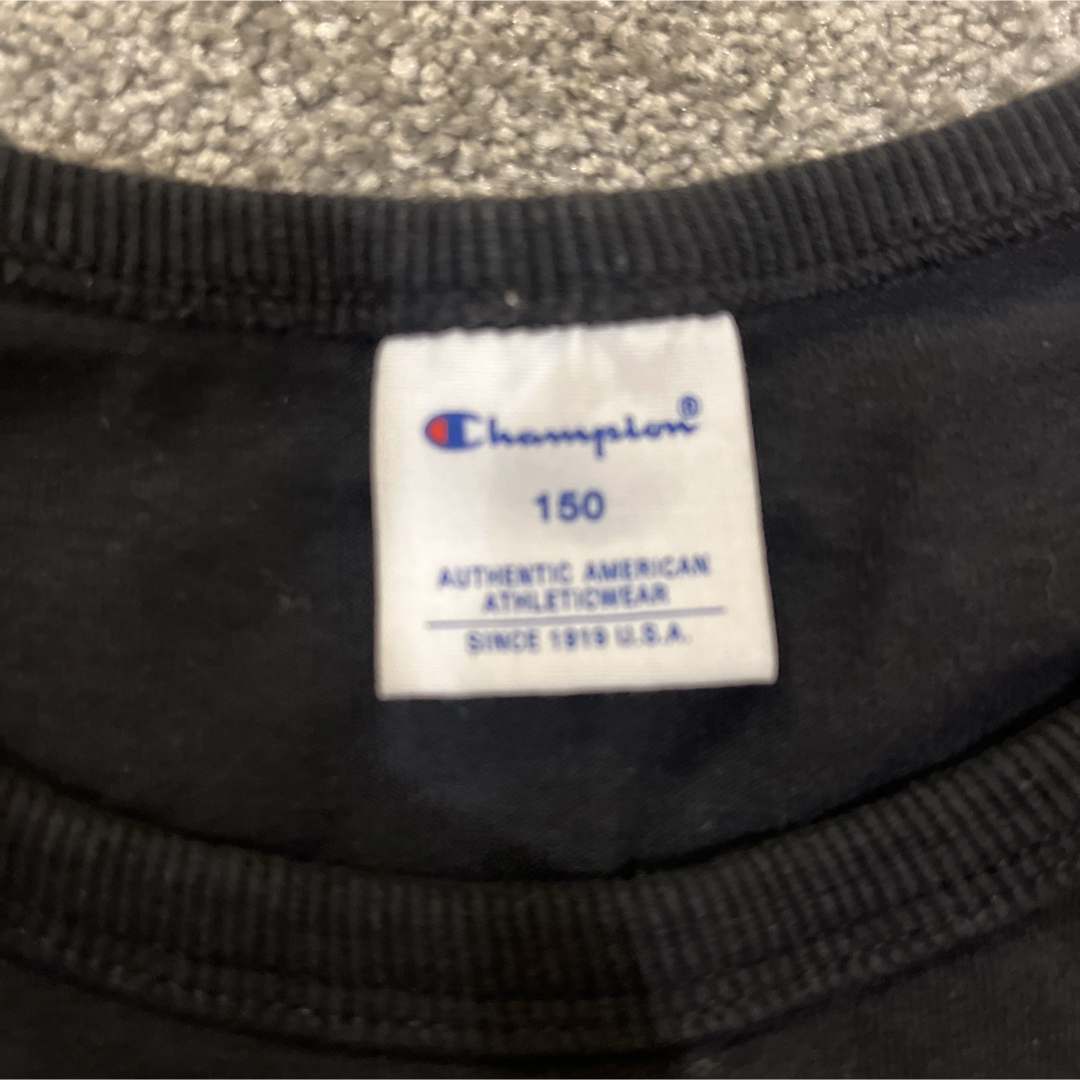 Champion®
150
AUTHENTIC AMERICAN
ATHLETICWEAR
SINCE 1919 U.S.A.